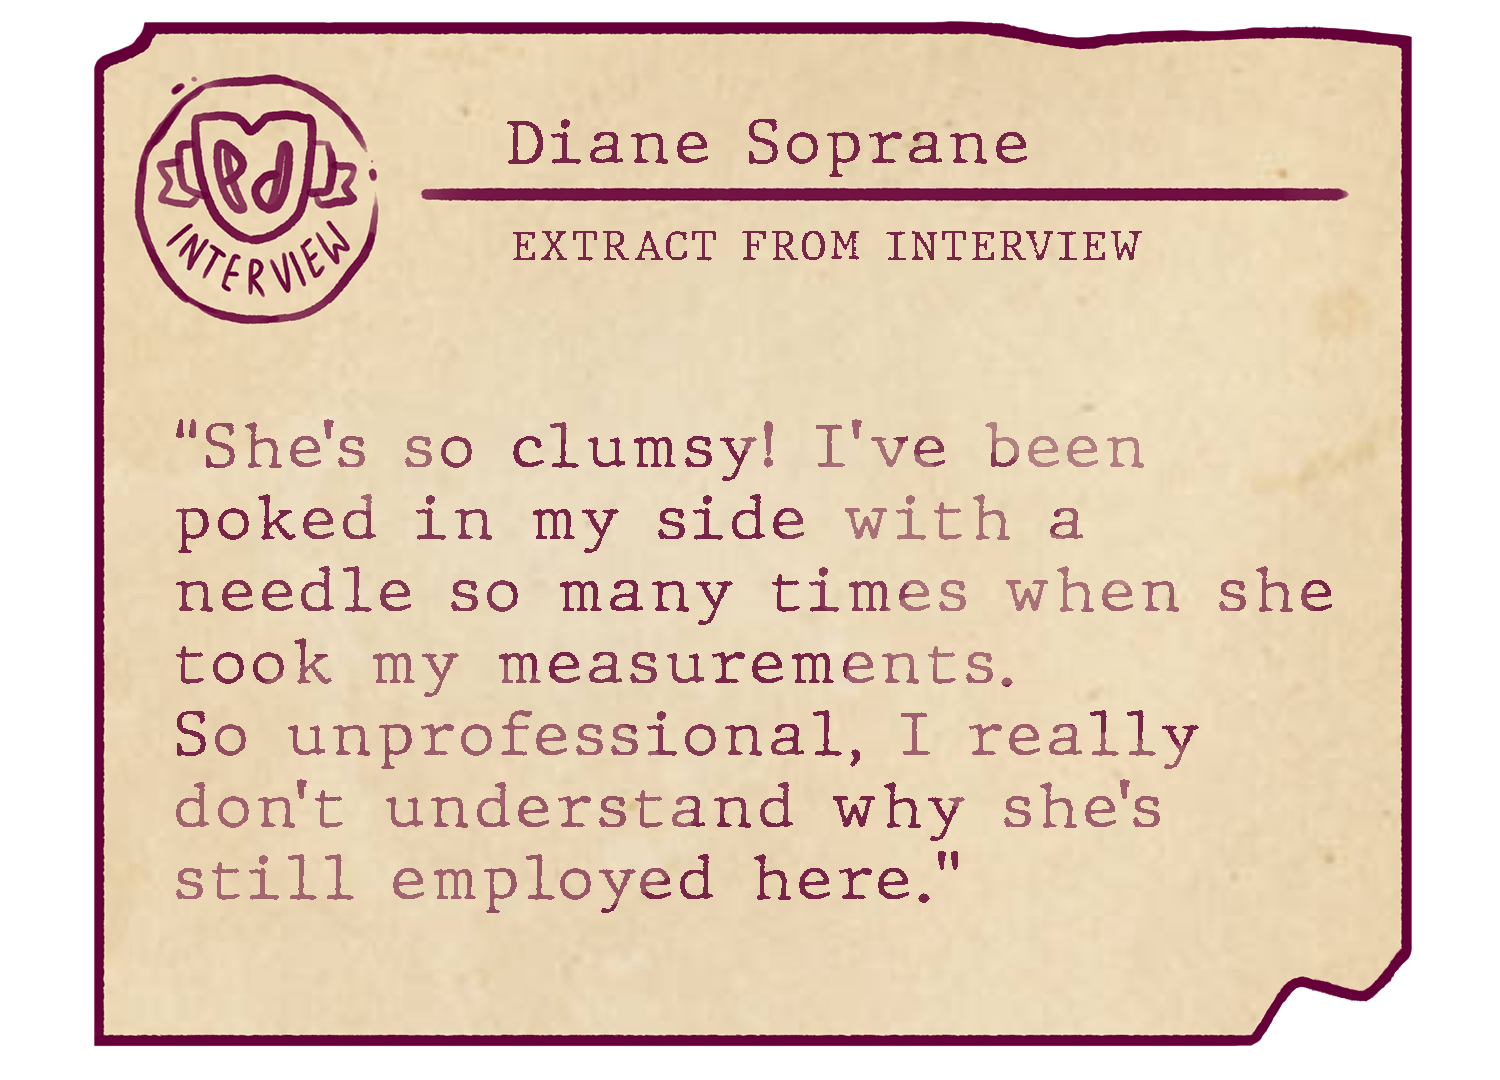 Diane Soprane
Pd
INTERVIEW
EXTRACT FROM INTERVIEW
"She's so clumsy! I've been
poked in my side with a
needle so many times when she
took my measurements.
So unprofessional, I really
don't understand why she's
still employed here."